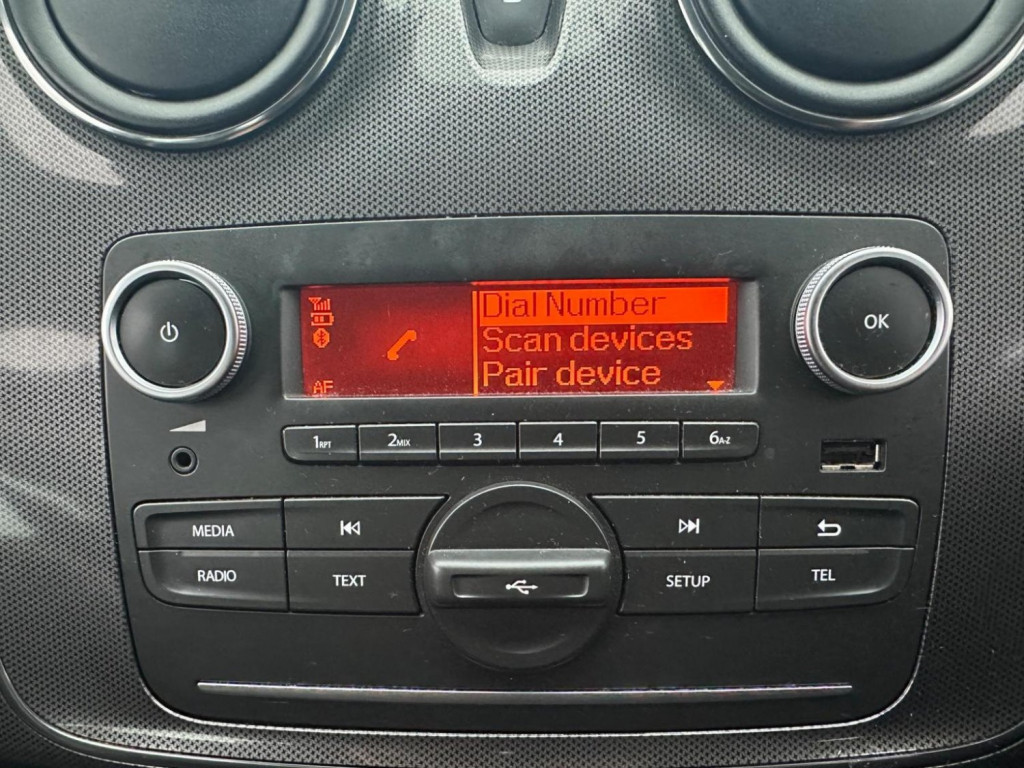 Dial Number
Scan devices
Pair device
AF
OK
1RPT 2MIX 3 4 5 6A-Z
MEDIA
RADIO TEXT SETUP TEL